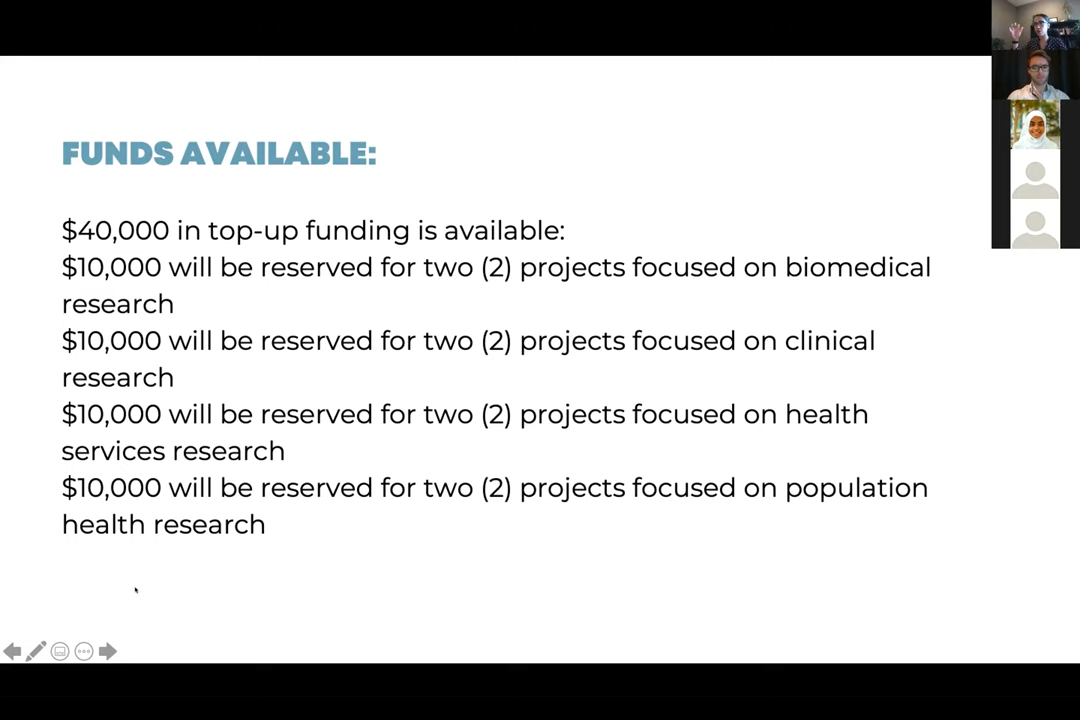 FUNDS AVAILABLE:
$40,000 in top-up funding is available:
$10,000 will be reserved for two (2) projects focused on biomedical
research
$10,000 will be reserved for two (2) projects focused on clinical
research
$10,000 will be reserved for two (2) projects focused on health
services research
$10,000 will be reserved for two (2) projects focused on population
health research